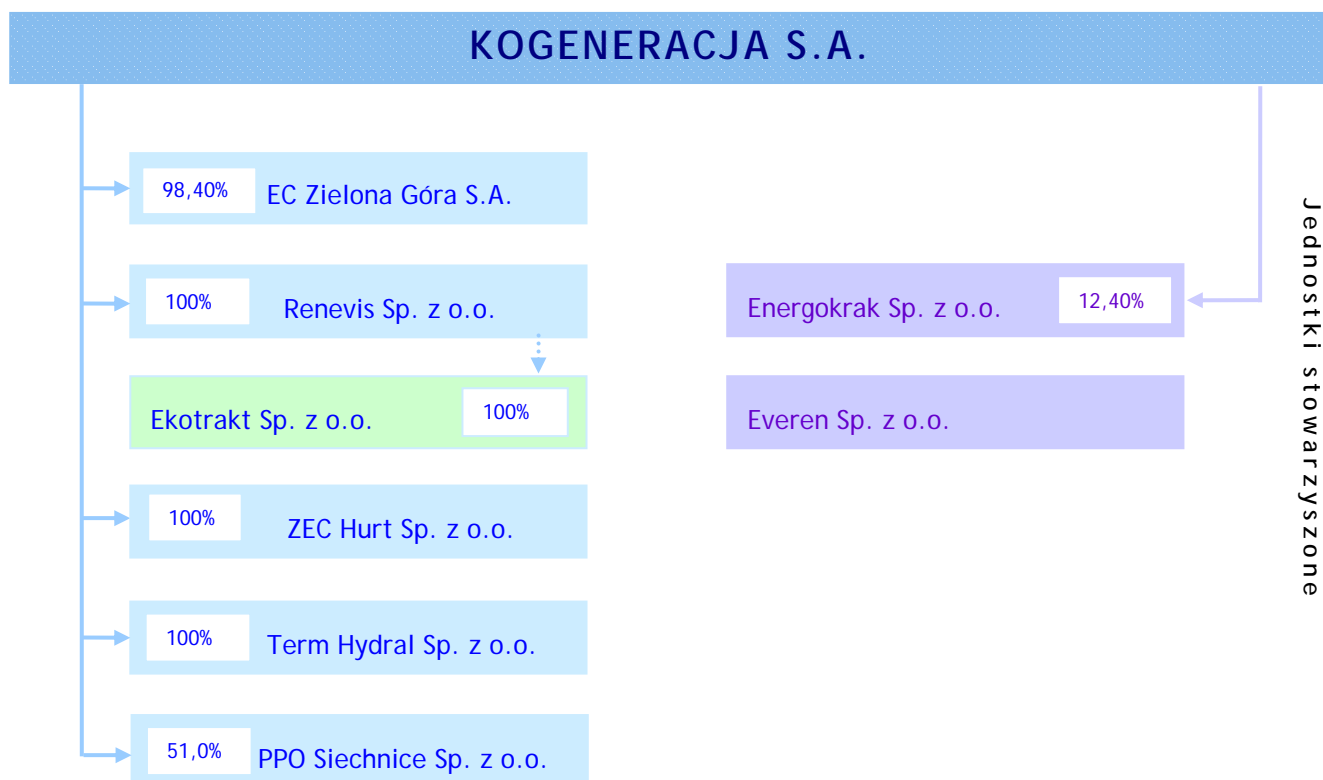 KOGENERACJA S.A.
98,40% EC Zielona Góra S.A.
100% Renevis Sp. z o.o.
Ekotrakt Sp. z o.o. 100%
100% ZEC Hurt Sp. z o.o.
100% Term Hydral Sp. z o.o.
51,0% PPO Siechnice Sp. z o.o.
Energokrak Sp. z o.o. 12,40%
Everen Sp. z o.o.
Jednostki stowarzyszone